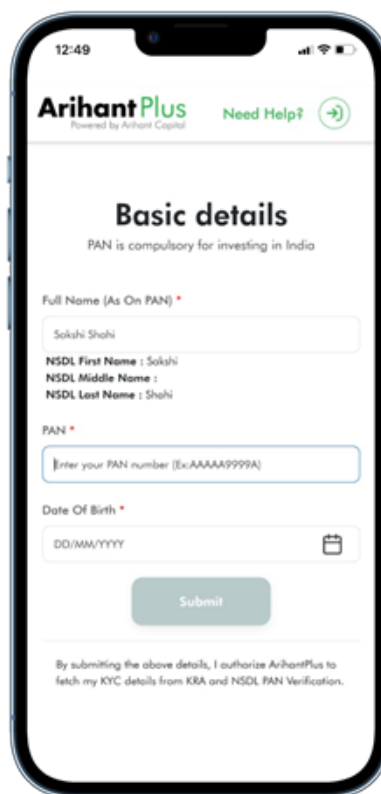 12:49
ArihantPlus
Powered by Arihant Capital
Need Help?
Basic details
PAN is compulsory for investing in India
Full Name (As On PAN) *
Sakshi Shahi
NSDL First Name : Sakshi
NSDL Middle Name :
NSDL Last Name : Shahi
PAN *
Enter your PAN number (Ex:AAAAA9999A)
Date Of Birth *
DD/MM/YYYY
Submit
By submitting the above details, I authorize ArihantPlus to
fetch my KYC details from KRA and NSDL PAN Verification.